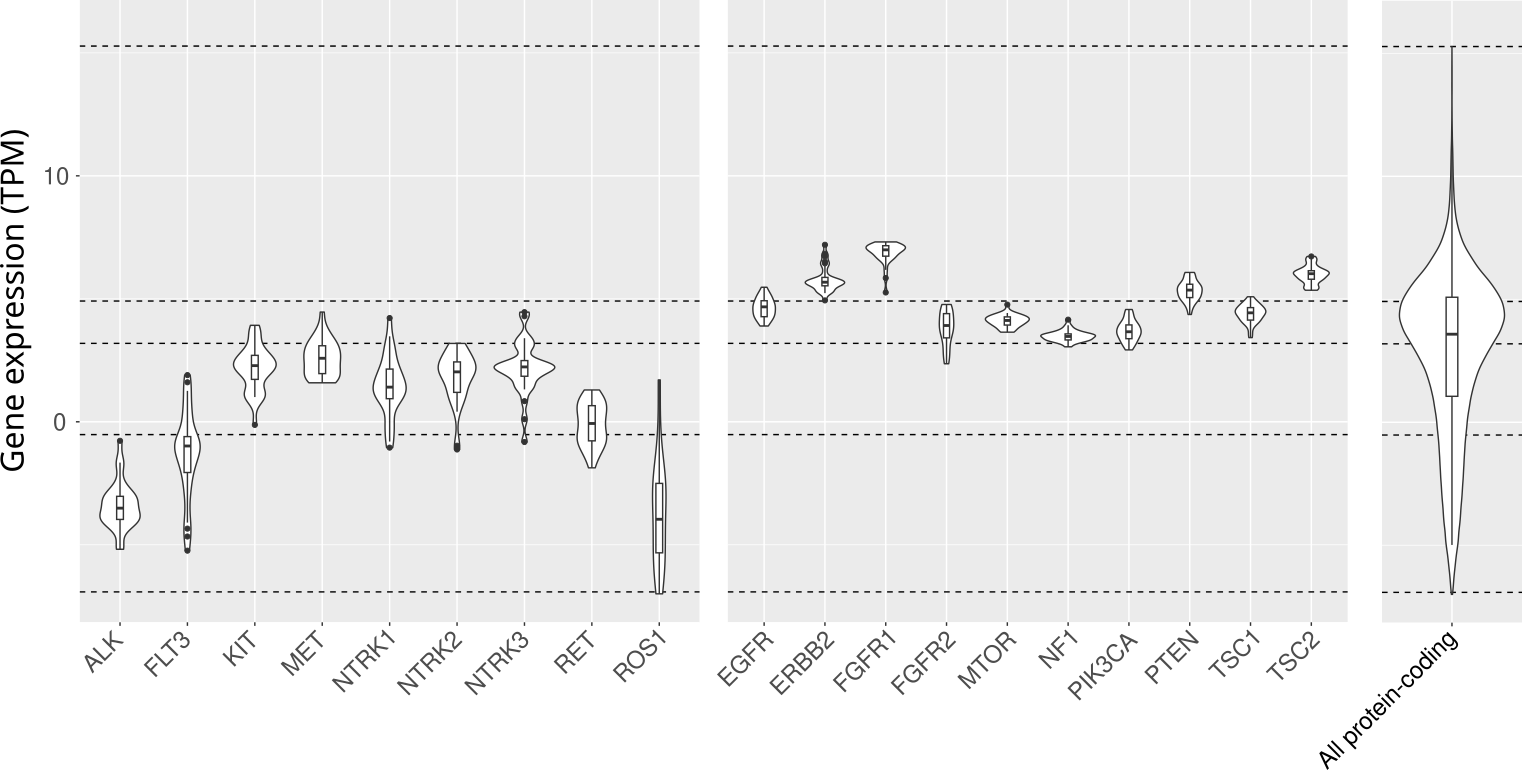 Gene expression (TPM)
10
0
ALK
FLT3
KIT
MET
NTRK1
NTRK2
NTRK3
RET
ROS1
EGFR
ERBB2
FGFR1
FGFR2
MTOR
NF1
PIK3CA
PTEN
TSC1
TSC2
All protein-coding